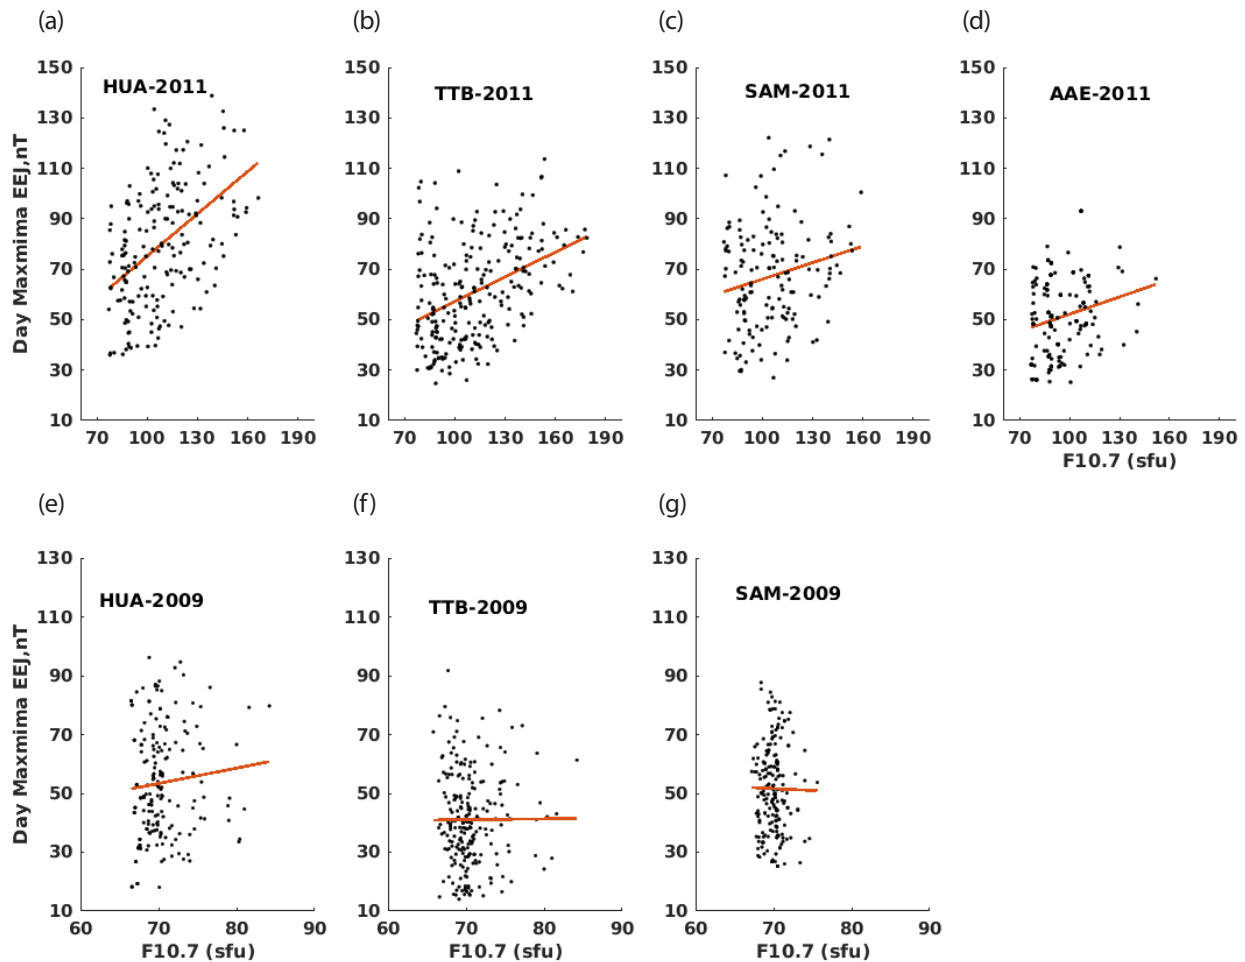 (a)
(b)
(c)
(d)
150
130
110
90
70
50
30
10
Day Maxmima EEJ,nT
HUA-2011
70 100 130 160 190
150
130
110
90
70
50
30
10
TTB-2011
70 100 130 160 190
150
130
110
90
70
50
30
10
SAM-2011
70 100 130 160 190
150
130
110
90
70
50
30
10
AAE-2011
70 100 130 160 190
F10.7 (sfu)
(e)
(f)
(g)
130
110
90
70
50
30
10
Day Maxmima EEJ,nT
HUA-2009
60 70 80 90
F10.7 (sfu)
130
110
90
70
50
30
10
TTB-2009
60 70 80 90
F10.7 (sfu)
130
110
90
70
50
30
10
SAM-2009
60 70 80 90
F10.7 (sfu)